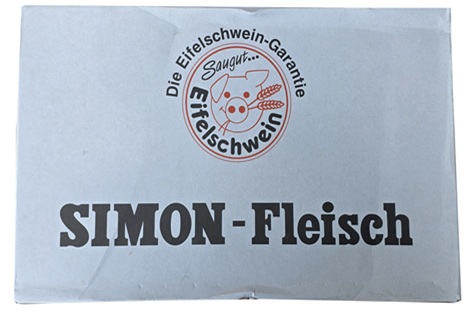 Die Eifelschwein-Garantie
Saugut...
Eifelschwein
SIMON-Fleisch